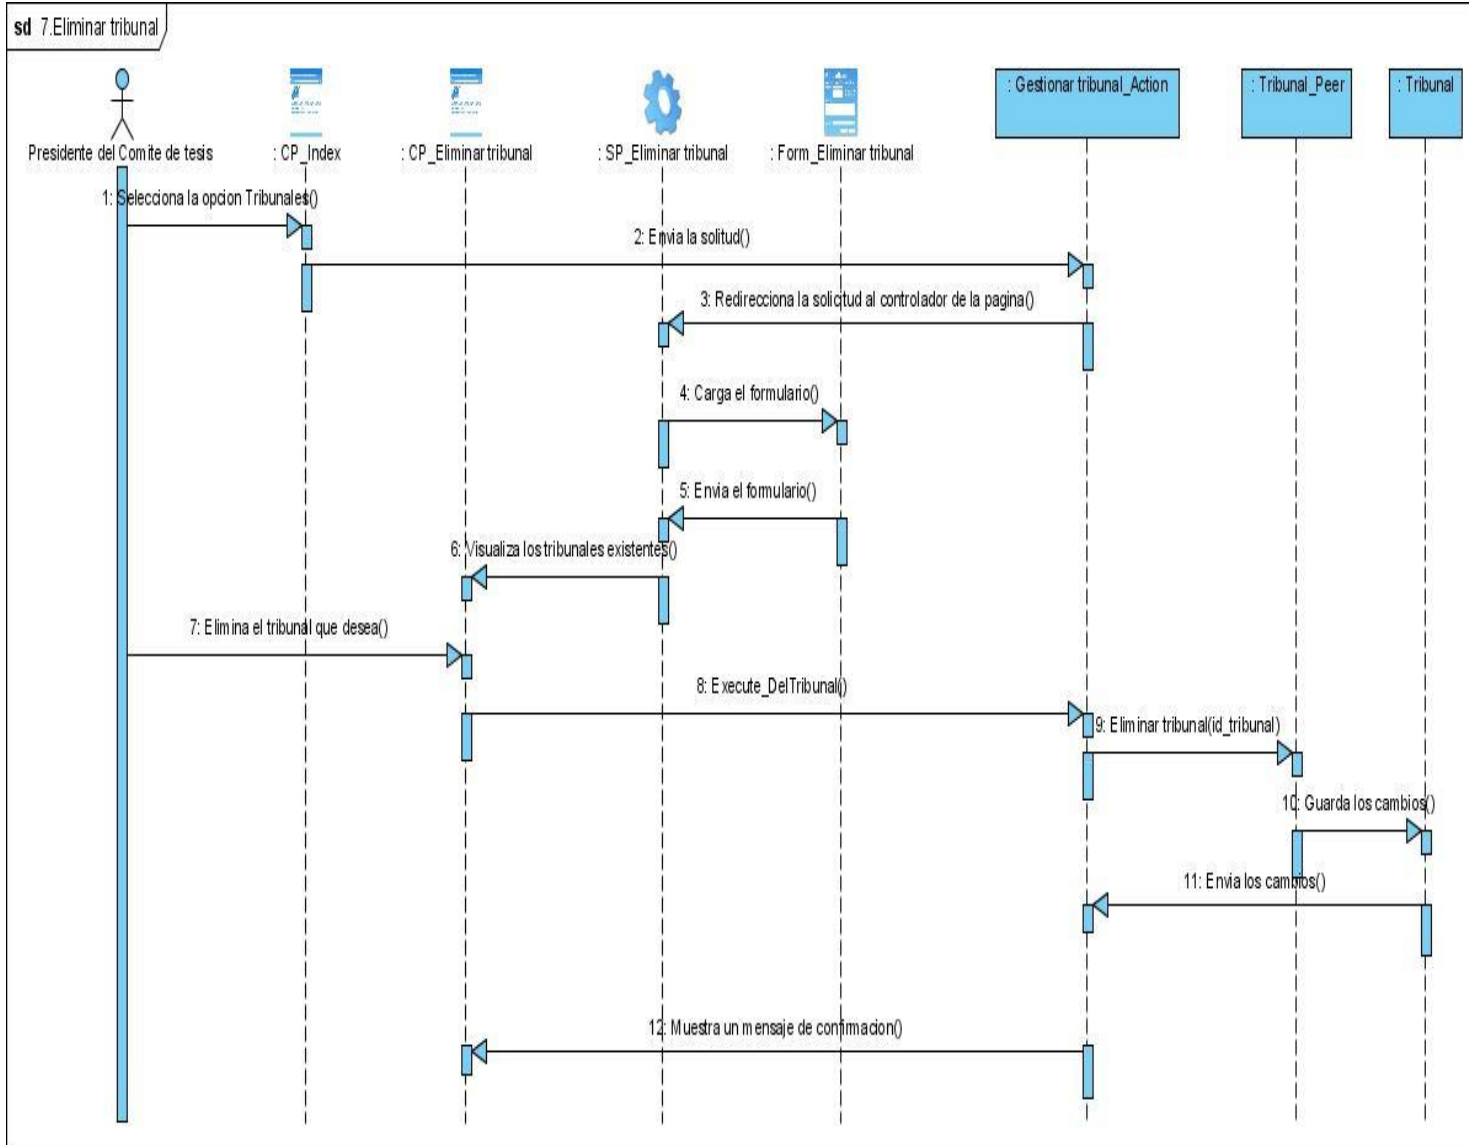 sd 7.Eliminar tribunal
Presidente del Comite de tesis
: CP_Index
: CP_Eliminar tribunal
: SP_Eliminar tribunal
: Form_Eliminar tribunal
: Gestionar tribunal_Action
: Tribunal_Peer
: Tribunal
1: Selecciona la opcion Tribunales()
2: Envia la solitud()
3: Redirecciona la solicitud al controlador de la pagina()
4: Carga el formulario()
5: Envia el formulario()
6: Visualiza los tribunales existentes()
7: Elimina el tribunal que desea()
8: Execute_DelTribunal()
9: Eliminar tribunal(id_tribunal)
10: Guarda los cambios()
11: Envia los cambios()
12: Muestra un mensaje de confirmacion()